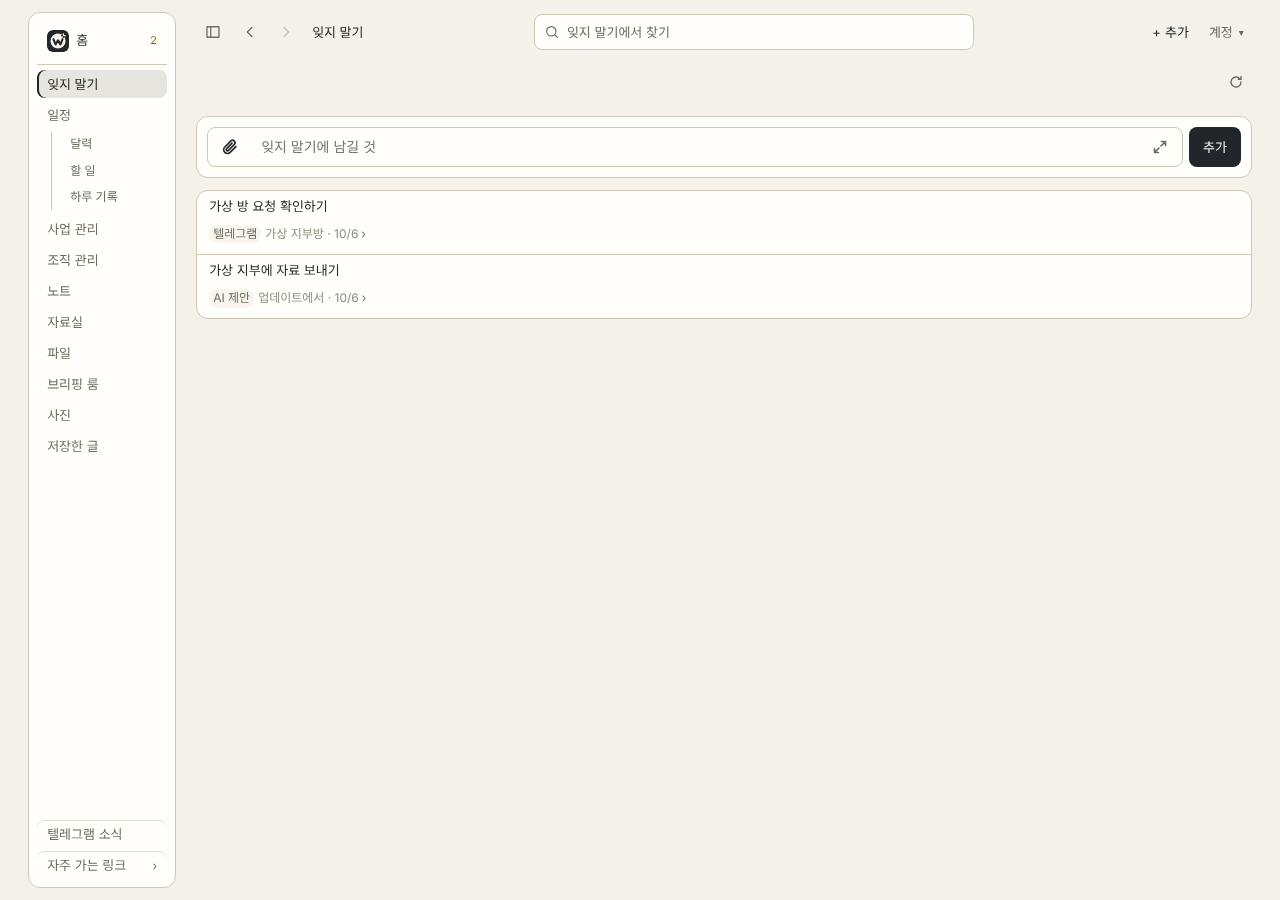 홈 2
잊지 말기
일정
달력
할 일
하루 기록
사업 관리
조직 관리
노트
자료실
파일
브리핑 룸
사진
저장한 글
텔레그램 소식
자주 가는 링크 ›
잊지 말기
잊지 말기에서 찾기
+ 추가
계정 ▾
잊지 말기에 남길 것
추가
가상 방 요청 확인하기
텔레그램 가상 지부방 · 10/6 ›
가상 지부에 자료 보내기
AI 제안 업데이트에서 · 10/6 ›